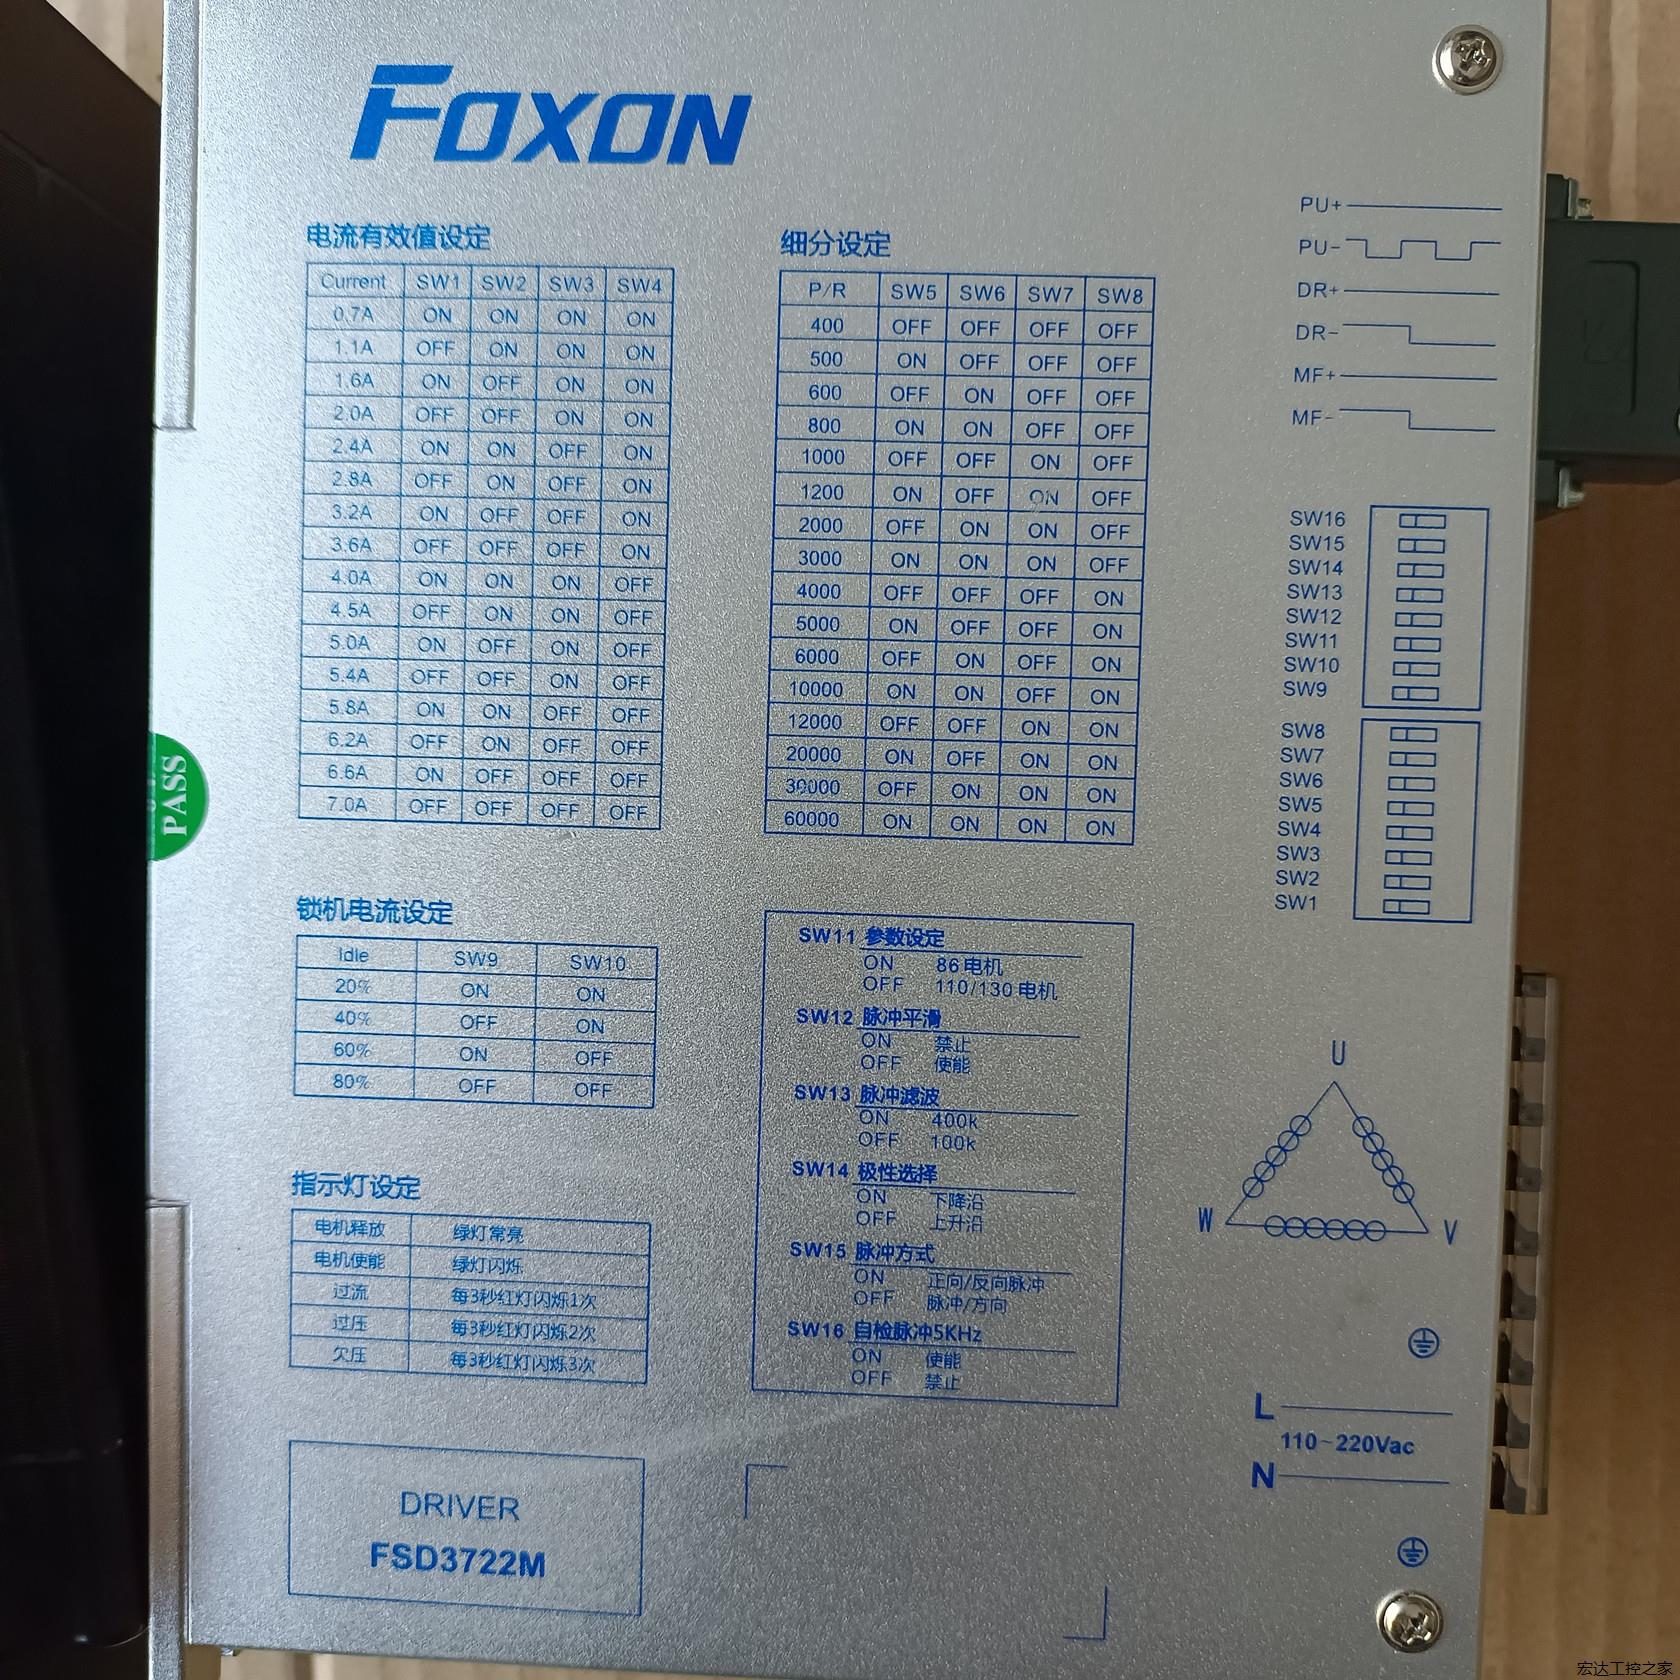 FOXON
电流有效值设定
Current SW1 SW2 SW3 SW4
0.7A ON ON ON ON
1.1A OFF ON ON ON
1.6A ON OFF ON ON
2.0A OFF OFF ON ON
2.4A ON ON OFF ON
2.8A OFF ON OFF ON
3.2A ON OFF OFF ON
3.6A OFF OFF OFF ON
4.0A ON ON ON OFF
4.5A OFF ON ON OFF
5.0A ON OFF ON OFF
5.4A OFF OFF ON OFF
5.8A ON ON OFF OFF
6.2A OFF ON OFF OFF
6.6A ON OFF OFF OFF
7.0A OFF OFF OFF OFF
细分设定
P/R SW5 SW6 SW7 SW8
400 OFF OFF OFF OFF
500 ON OFF OFF OFF
600 OFF ON OFF OFF
800 ON ON OFF OFF
1000 OFF OFF ON OFF
1200 ON OFF ON OFF
2000 OFF ON ON OFF
3000 ON ON ON OFF
4000 OFF OFF OFF ON
5000 ON OFF OFF ON
6000 OFF ON OFF ON
10000 ON ON OFF ON
12000 OFF OFF ON ON
20000 ON OFF ON ON
30000 OFF ON ON ON
60000 ON ON ON ON
PU+
PU-
DR+
DR-
MF+
MF-
SW16
SW15
SW14
SW13
SW12
SW11
SW10
SW9
SW8
SW7
SW6
SW5
SW4
SW3
SW2
SW1
PASS
锁机电流设定
Idle SW9 SW10
20% ON ON
40% OFF ON
60% ON OFF
80% OFF OFF
指示灯设定
电机释放 绿灯常亮
电机使能 绿灯闪烁
过流 每3秒红灯闪烁1次
过压 每3秒红灯闪烁2次
欠压 每3秒红灯闪烁3次
SW11 参数设定
ON 86电机
OFF 110/130电机
SW12 脉冲平滑
ON 禁止
OFF 使能
SW13 脉冲滤波
ON 400k
OFF 100k
SW14 极性选择
ON 下降沿
OFF 上升沿
SW15 脉冲方式
ON 正向/反向脉冲
OFF 脉冲/方向
SW16 自检脉冲5KHz
ON 使能
OFF 禁止
U
W
V
L
110~220Vac
N
DRIVER
FSD3722M
宏达工控之家